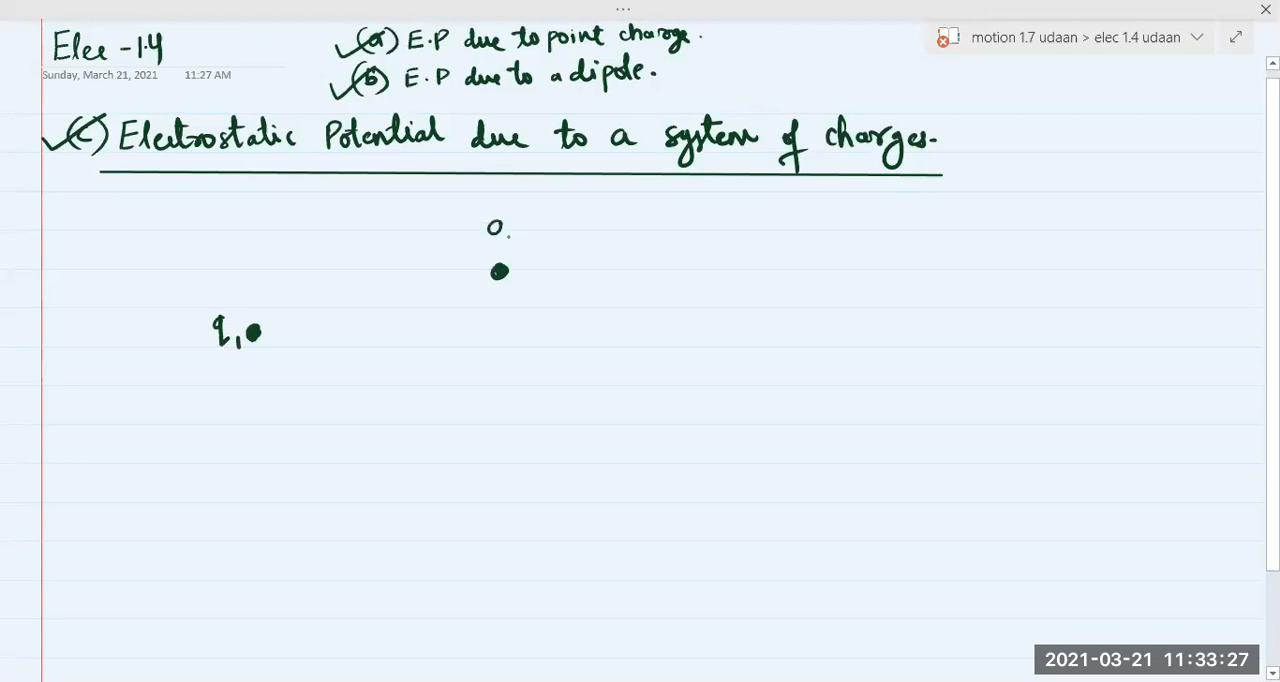 ...
motion 1.7 udaan > elec 1.4 udaan
Elec - 1.4
Sunday, March 21, 2021 11:27 AM
(a) E.P due to point charge.
(b) E.P due to a dipole.
(c) Electrostatic Potential due to a system of charges.
q1
2021-03-21 11:33:27